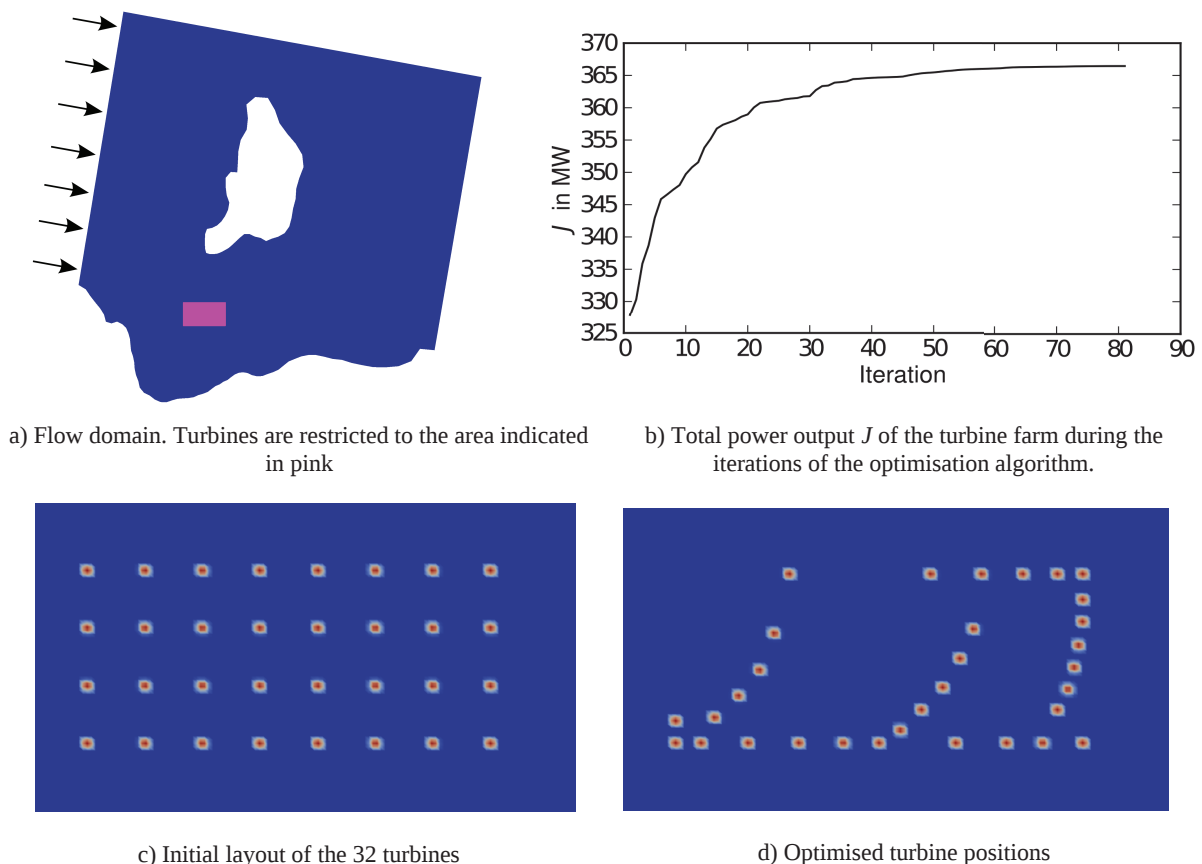 370
365
360
355
350
345
340
335
330
325
J in MW
0 10 20 30 40 50 60 70 80 90
Iteration
a) Flow domain. Turbines are restricted to the area indicated
in pink
b) Total power output J of the turbine farm during the
iterations of the optimisation algorithm.
c) Initial layout of the 32 turbines
d) Optimised turbine positions